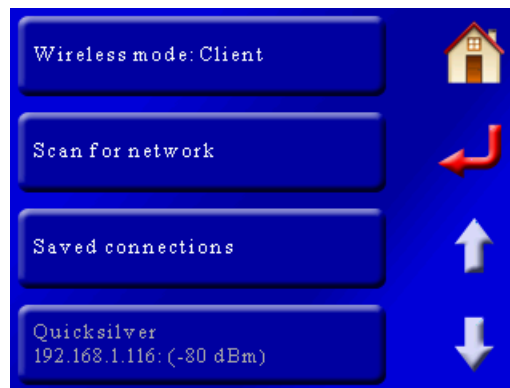 Wireless mode: Client
Scan for network
Saved connections
Quicksilver
192.168.1.116: (-80 dBm)